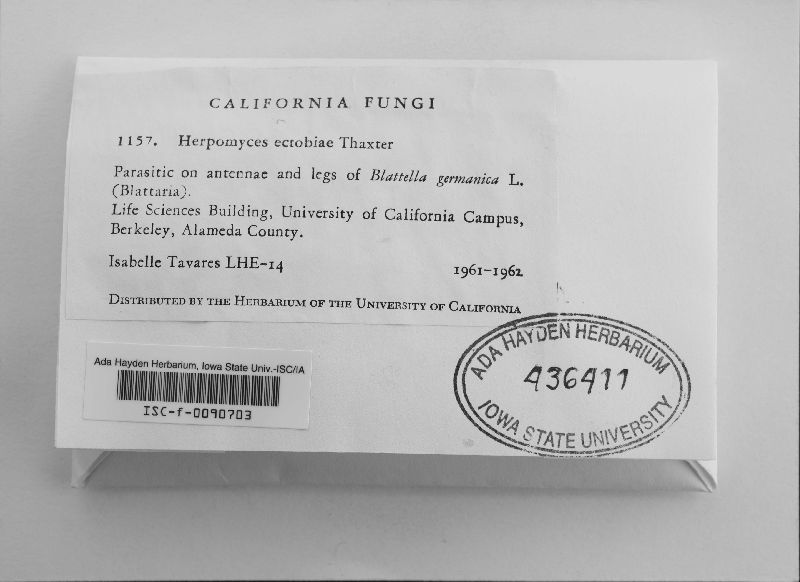 CALIFORNIA FUNGI
1157. Herpomyces ectobiae Thaxter
Parasitic on antennae and legs of Blattella germanica L.
(Blattaria).
Life Sciences Building, University of California Campus,
Berkeley, Alameda County.
Isabelle Tavares LHE-14 1961-1962
DISTRIBUTED BY THE HERBARIUM OF THE UNIVERSITY OF CALIFORNIA
Ada Hayden Herbarium, Iowa State Univ.-ISC/IA
ISC-f-0090703
ADA HAYDEN HERBARIUM
436411
IOWA STATE UNIVERSITY